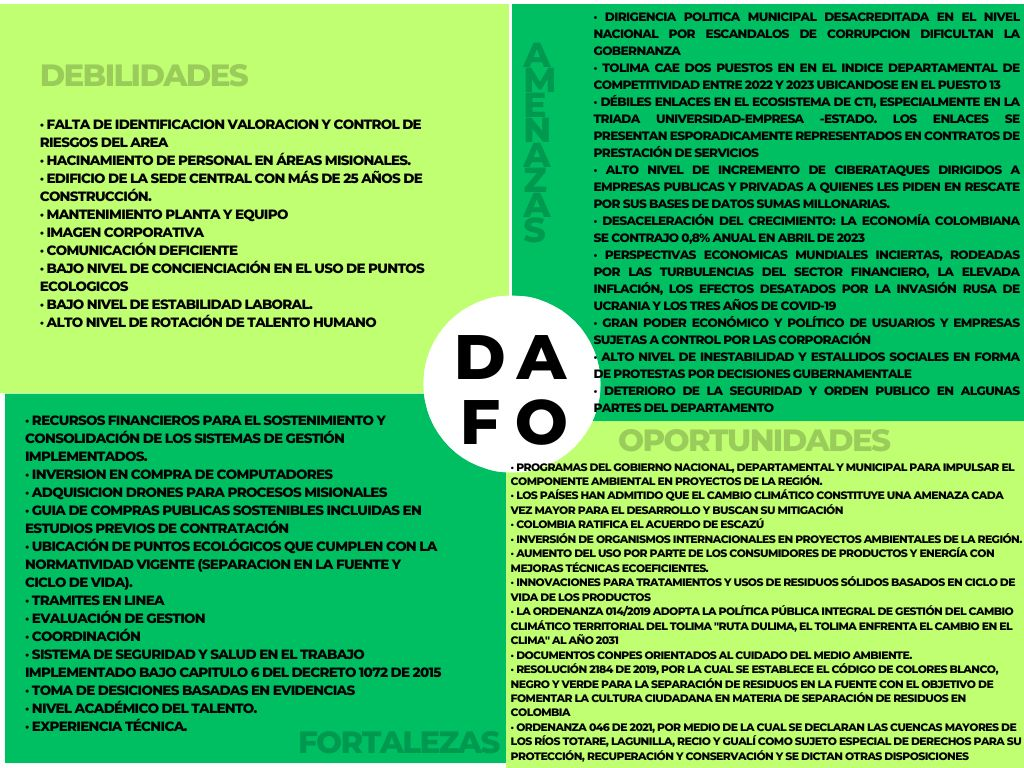 DEBILIDADES
· FALTA DE IDENTIFICACION VALORACION Y CONTROL DE
RIESGOS DEL AREA
· HACINAMIENTO DE PERSONAL EN ÁREAS MISIONALES.
· EDIFICIO DE LA SEDE CENTRAL CON MÁS DE 25 AÑOS DE
CONSTRUCCIÓN.
· MANTENIMIENTO PLANTA Y EQUIPO
· IMAGEN CORPORATIVA
· COMUNICACIÓN DEFICIENTE
· BAJO NIVEL DE CONCIENCIACIÓN EN EL USO DE PUNTOS
ECOLOGICOS
· BAJO NIVEL DE ESTABILIDAD LABORAL.
· ALTO NIVEL DE ROTACIÓN DE TALENTO HUMANO
AMENAZAS
· DIRIGENCIA POLITICA MUNICIPAL DESACREDITADA EN EL NIVEL
NACIONAL POR ESCANDALOS DE CORRUPCION DIFICULTAN LA
GOBERNANZA
· TOLIMA CAE DOS PUESTOS EN EN EL INDICE DEPARTAMENTAL DE
COMPETITIVIDAD ENTRE 2022 Y 2023 UBICANDOSE EN EL PUESTO 13
· DÉBILES ENLACES EN EL ECOSISTEMA DE CTI, ESPECIALMENTE EN LA
TRIADA UNIVERSIDAD-EMPRESA -ESTADO. LOS ENLACES SE
PRESENTAN ESPORADICAMENTE REPRESENTADOS EN CONTRATOS DE
PRESTACIÓN DE SERVICIOS
· ALTO NIVEL DE INCREMENTO DE CIBERATAQUES DIRIGIDOS A
EMPRESAS PUBLICAS Y PRIVADAS A QUIENES LES PIDEN EN RESCATE
POR SUS BASES DE DATOS SUMAS MILLONARIAS.
· DESACELERACIÓN DEL CRECIMIENTO: LA ECONOMÍA COLOMBIANA
SE CONTRAJO 0,8% ANUAL EN ABRIL DE 2023
· PERSPECTIVAS ECONOMICAS MUNDIALES INCIERTAS, RODEADAS
POR LAS TURBULENCIAS DEL SECTOR FINANCIERO, LA ELEVADA
INFLACIÓN, LOS EFECTOS DESATADOS POR LA INVASIÓN RUSA DE
UCRANIA Y LOS TRES AÑOS DE COVID-19
· GRAN PODER ECONÓMICO Y POLÍTICO DE USUARIOS Y EMPRESAS
SUJETAS A CONTROL POR LAS CORPORACIÓN
· ALTO NIVEL DE INESTABILIDAD Y ESTALLIDOS SOCIALES EN FORMA
DE PROTESTAS POR DECISIONES GUBERNAMENTALE
· DETERIORO DE LA SEGURIDAD Y ORDEN PUBLICO EN ALGUNAS
PARTES DEL DEPARTAMENTO
DA
FO
· RECURSOS FINANCIEROS PARA EL SOSTENIMIENTO Y
CONSOLIDACIÓN DE LOS SISTEMAS DE GESTIÓN
IMPLEMENTADOS.
· INVERSION EN COMPRA DE COMPUTADORES
· ADQUISICION DRONES PARA PROCESOS MISIONALES
· GUIA DE COMPRAS PUBLICAS SOSTENIBLES INCLUIDAS EN
ESTUDIOS PREVIOS DE CONTRATACIÓN
· UBICACIÓN DE PUNTOS ECOLÓGICOS QUE CUMPLEN CON LA
NORMATIVIDAD VIGENTE (SEPARACION EN LA FUENTE Y
CICLO DE VIDA).
· TRAMITES EN LINEA
· EVALUACIÓN DE GESTION
· COORDINACIÓN
· SISTEMA DE SEGURIDAD Y SALUD EN EL TRABAJO
IMPLEMENTADO BAJO CAPITULO 6 DEL DECRETO 1072 DE 2015
· TOMA DE DESICIONES BASADAS EN EVIDENCIAS
· NIVEL ACADÉMICO DEL TALENTO.
· EXPERIENCIA TÉCNICA.
FORTALEZAS
OPORTUNIDADES
· PROGRAMAS DEL GOBIERNO NACIONAL, DEPARTAMENTAL Y MUNICIPAL PARA IMPULSAR EL
COMPONENTE AMBIENTAL EN PROYECTOS DE LA REGIÓN.
· LOS PAÍSES HAN ADMITIDO QUE EL CAMBIO CLIMÁTICO CONSTITUYE UNA AMENAZA CADA
VEZ MAYOR PARA EL DESARROLLO Y BUSCAN SU MITIGACIÓN
· COLOMBIA RATIFICA EL ACUERDO DE ESCAZÚ
· INVERSIÓN DE ORGANISMOS INTERNACIONALES EN PROYECTOS AMBIENTALES DE LA REGIÓN.
· AUMENTO DEL USO POR PARTE DE LOS CONSUMIDORES DE PRODUCTOS Y ENERGÍA CON
MEJORAS TÉCNICAS ECOEFICIENTES.
· INNOVACIONES PARA TRATAMIENTOS Y USOS DE RESIDUOS SÓLIDOS BASADOS EN CICLO DE
VIDA DE LOS PRODUCTOS
· LA ORDENANZA 014/2019 ADOPTA LA POLÍTICA PÚBLICA INTEGRAL DE GESTIÓN DEL CAMBIO
CLIMÁTICO TERRITORIAL DEL TOLIMA "RUTA DULIMA, EL TOLIMA ENFRENTA EL CAMBIO EN EL
CLIMA" AL AÑO 2031
· DOCUMENTOS CONPES ORIENTADOS AL CUIDADO DEL MEDIO AMBIENTE.
· RESOLUCIÓN 2184 DE 2019, POR LA CUAL SE ESTABLECE EL CÓDIGO DE COLORES BLANCO,
NEGRO Y VERDE PARA LA SEPARACIÓN DE RESIDUOS EN LA FUENTE CON EL OBJETIVO DE
FOMENTAR LA CULTURA CIUDADANA EN MATERIA DE SEPARACIÓN DE RESIDUOS EN
COLOMBIA
· ORDENANZA 046 DE 2021, POR MEDIO DE LA CUAL SE DECLARAN LAS CUENCAS MAYORES DE
LOS RÍOS TOTARE, LAGUNILLA, RECIO Y GUALÍ COMO SUJETO ESPECIAL DE DERECHOS PARA SU
PROTECCIÓN, RECUPERACIÓN Y CONSERVACIÓN Y SE DICTAN OTRAS DISPOSICIONES